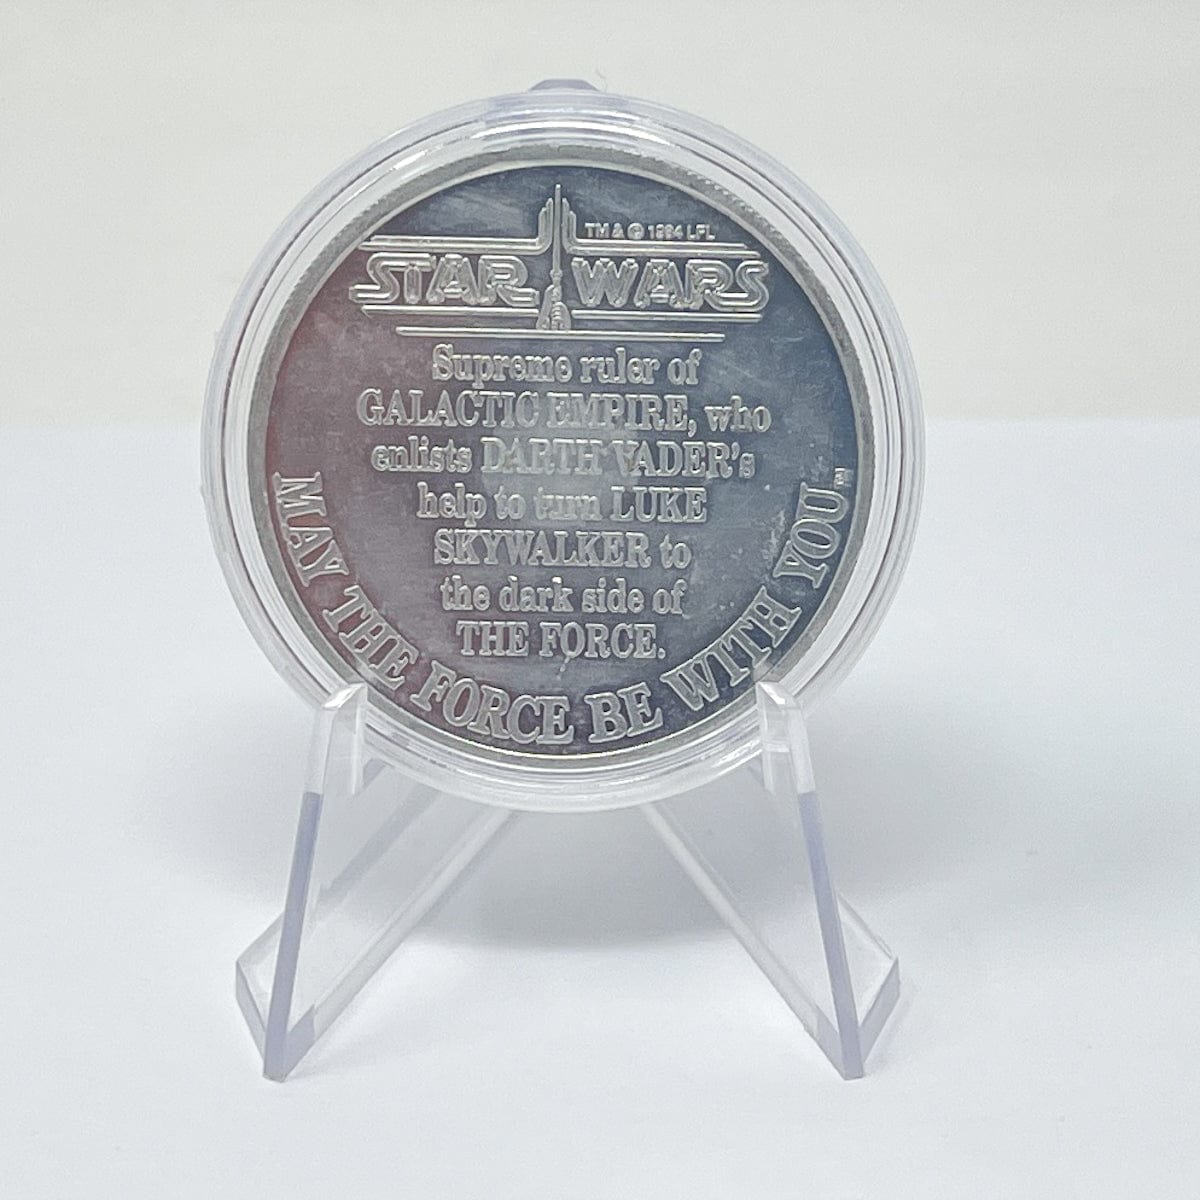 TM & © 1984 LFL
STAR WARS
Supreme ruler of
GALACTIC EMPIRE, who
enlists DARTH VADER's
help to turn LUKE
SKYWALKER to
the dark side of
THE FORCE.
MAY THE FORCE BE WITH YOU.